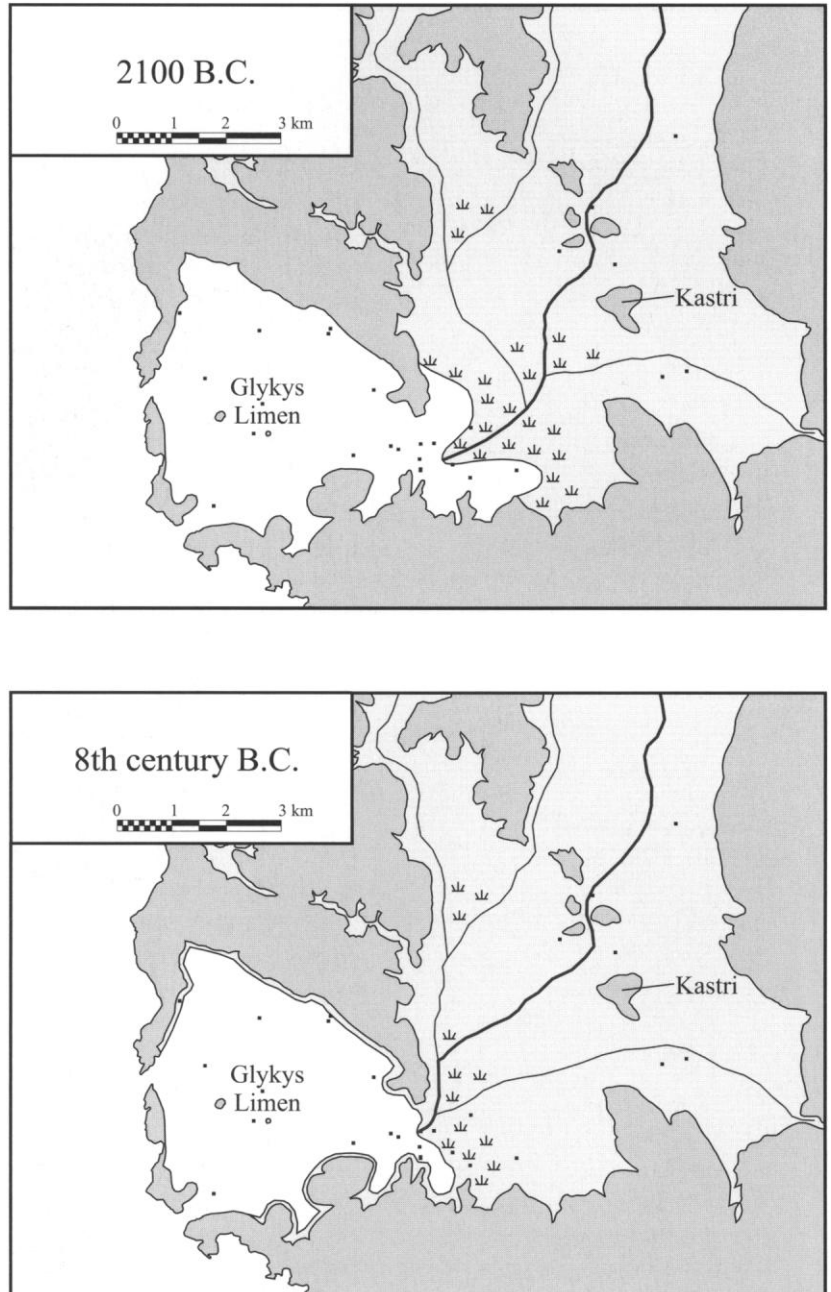 2100 B.C.
0 1 2 3 km
Kastri
Glykys
Limen
8th century B.C.
0 1 2 3 km
Kastri
Glykys
Limen